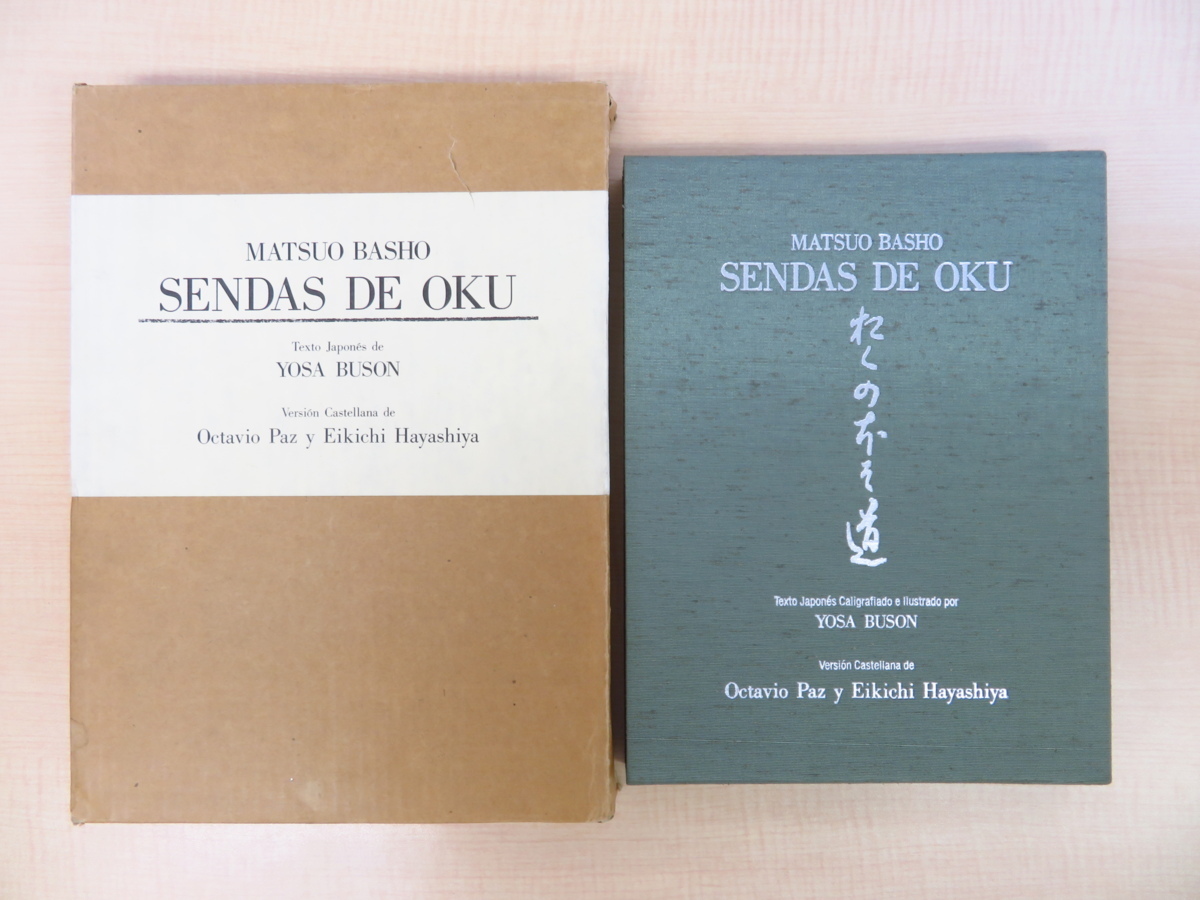 MATSUO BASHO
SENDAS DE OKU
Texto Japonés de
YOSA BUSON
Versión Castellana de
Octavio Paz y Eikichi Hayashiya
MATSUO BASHO
SENDAS DE OKU
おくのほそ道
Texto Japonés Caligrafiado e Ilustrado por
YOSA BUSON
Versión Castellana de
Octavio Paz y Eikichi Hayashiya